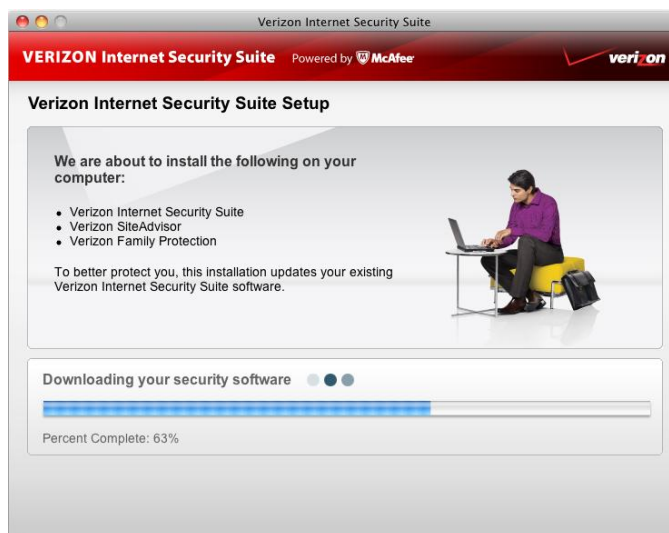 Verizon Internet Security Suite
VERIZON Internet Security Suite Powered by McAfee
verizon
Verizon Internet Security Suite Setup
We are about to install the following on your
computer:
• Verizon Internet Security Suite
• Verizon SiteAdvisor
• Verizon Family Protection
To better protect you, this installation updates your existing
Verizon Internet Security Suite software.
Downloading your security software
Percent Complete: 63%